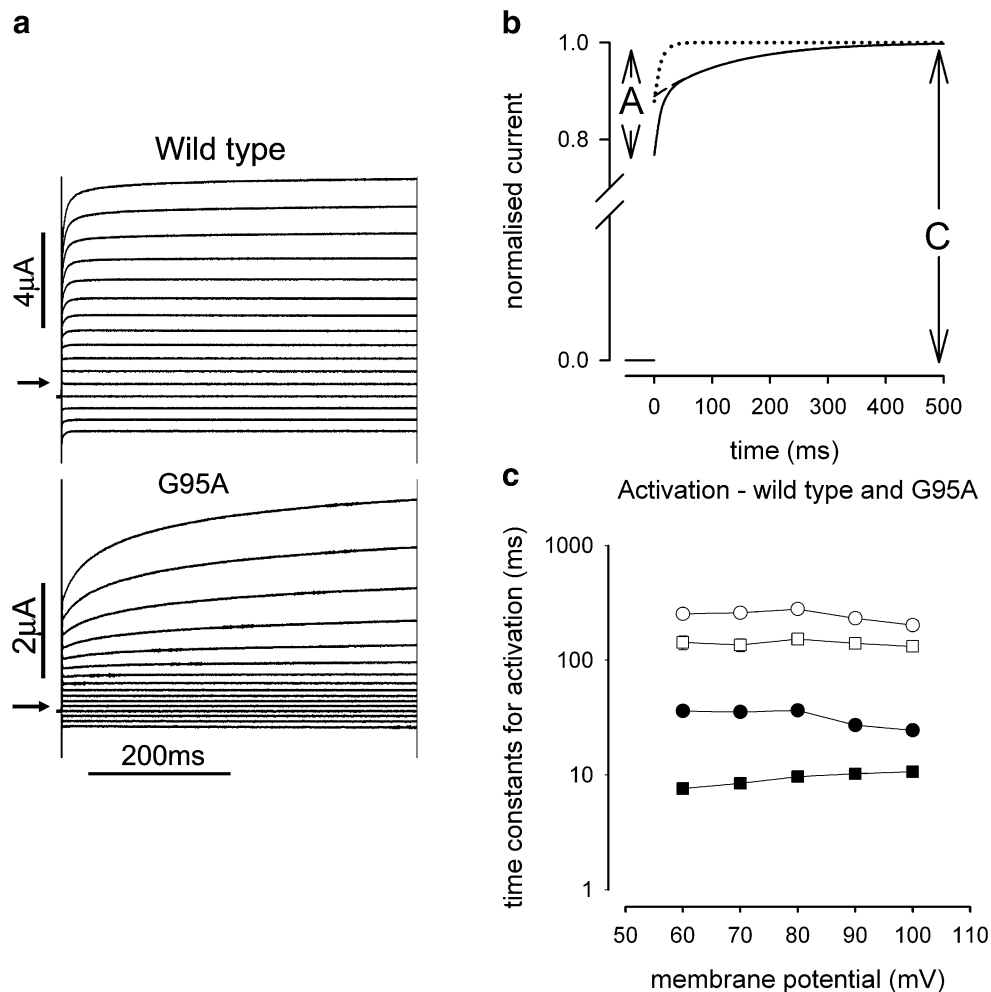 a
Wild type
4µA
G95A
2µA
200ms
b
normalised current
1.0
0.8
0.0
A
C
0 100 200 300 400 500
time (ms)
c
Activation - wild type and G95A
time constants for activation (ms)
1000
100
10
1
50 60 70 80 90 100 110
membrane potential (mV)